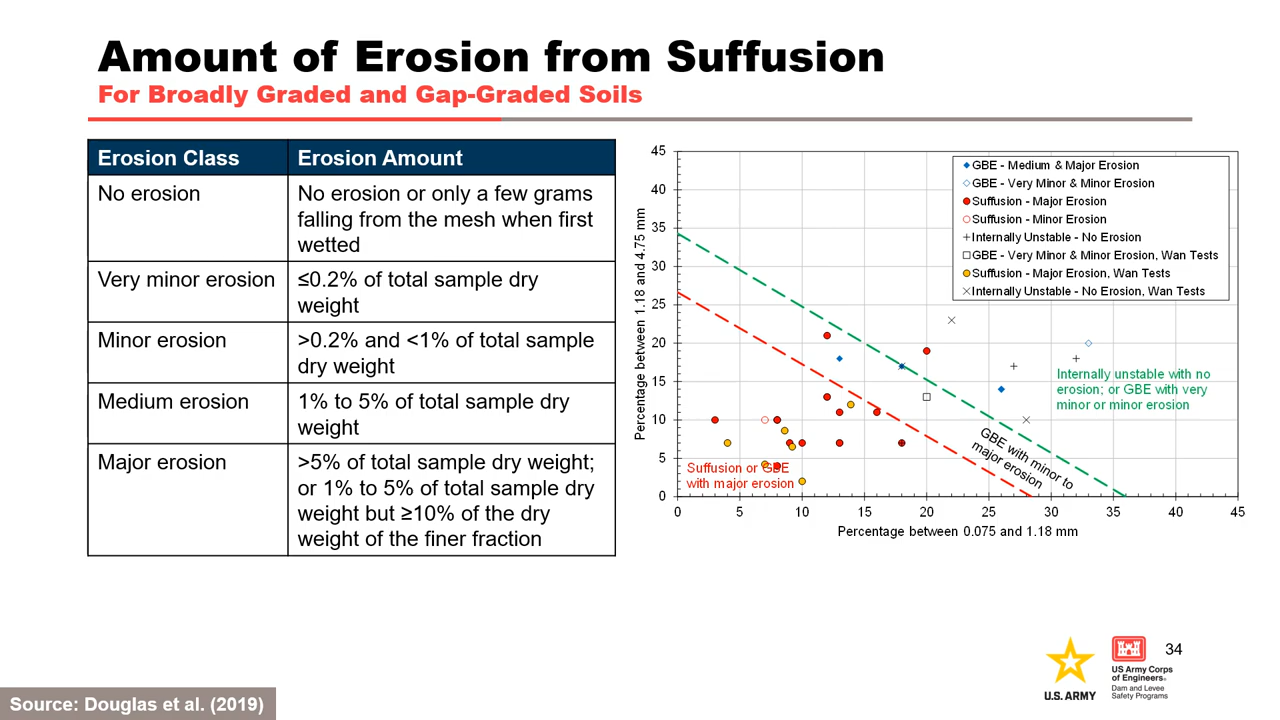 Amount of Erosion from Suffusion
For Broadly Graded and Gap-Graded Soils
Erosion Class
Erosion Amount
No erosion
No erosion or only a few grams
falling from the mesh when first
wetted
Very minor erosion
≤0.2% of total sample dry
weight
Minor erosion
>0.2% and <1% of total sample
dry weight
Medium erosion
1% to 5% of total sample dry
weight
Major erosion
>5% of total sample dry weight;
or 1% to 5% of total sample dry
weight but ≥10% of the dry
weight of the finer fraction
Percentage between 1.18 and 4.75 mm
45
40
35
30
25
20
15
10
5
0
GBE - Medium & Major Erosion
GBE - Very Minor & Minor Erosion
Suffusion - Major Erosion
Suffusion - Minor Erosion
Internally Unstable - No Erosion
GBE - Very Minor & Minor Erosion, Wan Tests
Suffusion - Major Erosion, Wan Tests
Internally Unstable - No Erosion, Wan Tests
Internally unstable with no
erosion; or GBE with very
minor or minor erosion
GBE with minor to
major erosion
Suffusion or GBE
with major erosion
0 5 10 15 20 25 30 35 40 45
Percentage between 0.075 and 1.18 mm
34
U.S. ARMY
US Army Corps
of Engineers®
Dam and Levee
Safety Programs
Source: Douglas et al. (2019)